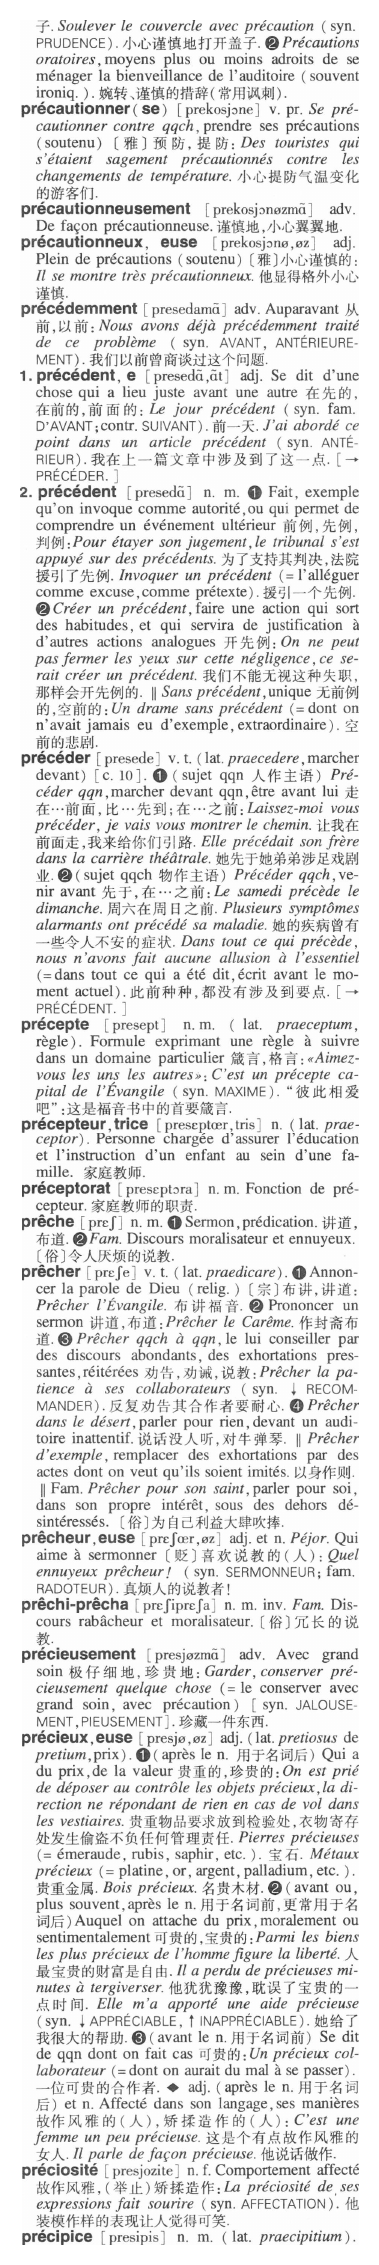 子. Soulever le couvercle avec précaution ( syn.
PRUDENCE ) . 小心谨慎地打开盖子. ❷ Précautions
oratoires, moyens plus ou moins adroits de se
ménager la bienveillance de l'auditoire ( souvent
ironiq. ) . 婉转、谨慎的措辞(常用讽刺).
précautionner( se ) [ prekosjɔne ] v. pr. Se pré-
cautionner contre qqch, prendre ses précautions
(soutenu) 〔雅〕预防,提防: Des touristes qui
s'étaient sagement précautionnés contre les
changements de température. 小心提防气温变化
的游客们.
précautionneusement [prekosjɔnøzmɑ̃] adv.
De façon précautionneuse. 谨慎地,小心翼翼地.
précautionneux, euse [prekosjɔnø,øz] adj.
Plein de précautions (soutenu)〔雅〕小心谨慎的:
Il se montre très précautionneux. 他显得格外小心
谨慎.
précédemment [ presedamɑ̃ ] adv. Auparavant 从
前,以前: Nous avons déjà précédemment traité
de ce problème ( syn. AVANT, ANTÉRIEURE-
MENT). 我们以前曾商谈过这个问题.
1. précédent, e [presedɑ̃,ɑ̃t] adj. Se dit d'une
chose qui a lieu juste avant une autre 在先的,
在前的,前面的: Le jour précédent ( syn. fam.
D'AVANT;contr. SUIVANT). 前一天. J'ai abordé ce
point dans un article précédent ( syn. ANTÉ-
RIEUR). 我在上一篇文章中涉及到了这一点. [→
PRÉCÉDER. ]
2. précédent [presedɑ̃] n. m. ❶ Fait, exemple
qu'on invoque comme autorité,ou qui permet de
comprendre un événement ultérieur 前例,先例,
判例:Pour étayer son jugement, le tribunal s'est
appuyé sur des précédents. 为了支持其判决,法院
援引了先例. Invoquer un précédent (= l'alléguer
comme excuse,comme prétexte). 援引一个先例.
❷ Créer un précédent, faire une action qui sort
des habitudes, et qui servira de justification à
d'autres actions analogues 开先例: On ne peut
pas fermer les yeux sur cette négligence, ce se-
rait créer un précédent. 我们不能无视这种失职,
那样会开先例的. ‖ Sans précédent,unique 无前例
的,空前的: Un drame sans précédent (= dont on
n'avait jamais eu d'exemple, extraordinaire). 空
前的悲剧.
précéder [presede] v. t. (lat. praecedere,marcher
devant) [c. 10]. ❶ ( sujet qqn 人作主语) Pré-
céder qqn, marcher devant qqn,être avant lui 走
在…前面,比…先到;在…之前:Laissez-moi vous
précéder, je vais vous montrer le chemin. 让我在
前面走,我来给你们引路. Elle précédait son frère
dans la carrière théâtrale. 她先于她弟弟涉足戏剧
业. ❷ (sujet qqch 物作主语) Précéder qqch, ve-
nir avant 先于,在…之前: Le samedi précède le
dimanche. 周六在周日之前. Plusieurs symptômes
alarmants ont précédé sa maladie. 她的疾病曾有
一些令人不安的症状. Dans tout ce qui précède,
nous n'avons fait aucune allusion à l'essentiel
(= dans tout ce qui a été dit,écrit avant le mo-
ment actuel). 此前种种,都没有涉及到要点. [→
PRÉCÉDENT. ]
précepte [presept] n. m. ( lat. praeceptum,
règle). Formule exprimant une règle à suivre
dans un domaine particulier 箴言,格言: «Aimez-
vous les uns les autres»: C'est un précepte ca-
pital de l'Évangile ( syn. MAXIME). “彼此相爱
吧”:这是福音书中的首要箴言.
précepteur,trice [preseptœr,tris] n. (lat. prae-
ceptor). Personne chargée d'assurer l'éducation
et l'instruction d'un enfant au sein d'une fa-
mille. 家庭教师.
préceptorat [preseptɔra] n. m. Fonction de pré-
cepteur. 家庭教师的职责.
prêche [prɛʃ] n. m. ❶ Sermon,prédication. 讲道,
布道. ❷ Fam. Discours moralisateur et ennuyeux.
〔俗〕令人厌烦的说教.
prêcher [prɛʃe] v. t. (lat. praedicare). ❶ Annon-
cer la parole de Dieu ( relig. ) 〔宗〕布讲,讲道:
Prêcher l'Évangile. 布讲福音. ❷ Prononcer un
sermon 讲道,布道:Prêcher le Carême. 作封斋布
道. ❸ Prêcher qqch à qqn, le lui conseiller par
des discours abondants, des exhortations pres-
santes,réitérées 劝告,劝诫,说教:Prêcher la pa-
tience à ses collaborateurs ( syn. ↓ RECOM-
MANDER). 反复劝告其合作者要耐心. ❹ Prêcher
dans le désert, parler pour rien,devant un audi-
toire inattentif. 说话没人听,对牛弹琴. ‖ Prêcher
d'exemple, remplacer des exhortations par des
actes dont on veut qu'ils soient imités. 以身作则.
‖ Fam. Prêcher pour son saint, parler pour soi,
dans son propre intérêt, sous des dehors dé-
sintéressés. 〔俗〕为自己利益大肆吹捧.
prêcheur,euse [prɛʃœr,øz] adj. et n. Péjor. Qui
aime à sermonner 〔贬〕喜欢说教的(人): Quel
ennuyeux prêcheur! (syn. SERMONNEUR; fam.
RADOTEUR). 真烦人的说教者!
prêchi-prêcha [prɛʃiprɛʃa] n. m. inv. Fam. Dis-
cours rabâcheur et moralisateur. 〔俗〕冗长的说
教.
précieusement [presjøzmɑ̃] adv. Avec grand
soin 极仔细地,珍贵地: Garder, conserver pré-
cieusement quelque chose (= le conserver avec
grand soin, avec précaution) [ syn. JALOUSE-
MENT, PIEUSEMENT]. 珍藏一件东西.
précieux,euse [presjø,øz] adj. (lat. pretiosus de
pretium, prix). ❶ (après le n. 用于名词后) Qui a
du prix,de la valeur 贵重的,珍贵的: On est prié
de déposer au contrôle les objets précieux, la di-
rection ne répondant de rien en cas de vol dans
les vestiaires. 贵重物品要求放到检验处,衣物寄存
处发生偷盗不负任何管理责任. Pierres précieuses
(= émeraude, rubis, saphir, etc. ). 宝石. Métaux
précieux (= platine, or, argent, palladium, etc. ).
贵重金属. Bois précieux. 名贵木材. ❷ ( avant ou,
plus souvent,après le n. 用于名词前,更常用于名
词后) Auquel on attache du prix, moralement ou
sentimentalement 可贵的,宝贵的:Parmi les biens
les plus précieux de l'homme figure la liberté. 人
最宝贵的财富是自由. Il a perdu de précieuses mi-
nutes à tergiverser. 他犹犹豫豫,耽误了宝贵的一
点时间. Elle m'a apporté une aide précieuse
(syn. ↓ APPRÉCIABLE, ↑ INAPPRÉCIABLE). 她给了
我很大的帮助. ❸ (avant le n. 用于名词前) Se dit
de qqn dont on fait cas 可贵的:Un précieux col-
laborateur (= dont on aurait du mal à se passer).
一位可贵的合作者. ◆ adj. (après le n. 用于名词
后) et n. Affecté dans son langage,ses manières
故作风雅的(人),矫揉造作的(人): C'est une
femme un peu précieuse. 这是个有点故作风雅的
女人. Il parle de façon précieuse. 他说话做作.
préciosité [presjozite] n. f. Comportement affecté
故作风雅,(举止)矫揉造作:La préciosité de ses
expressions fait sourire (syn. AFFECTATION). 他
装模作样的表现让人觉得可笑.
précipice [presipis] n. m. ( lat. praecipitium).